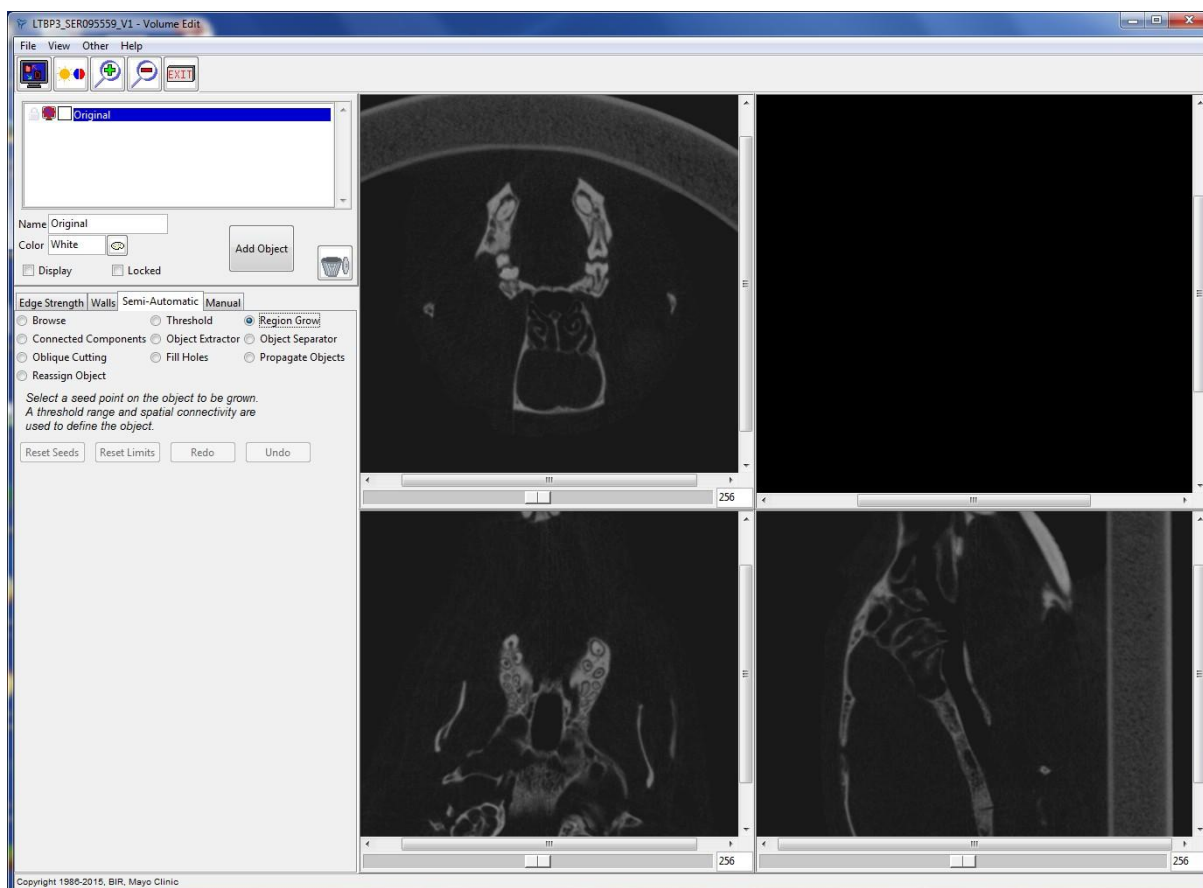 LTBP3_SER095559_V1 - Volume Edit
File View Other Help
EXIT
Original
Name Original
Color White
Add Object
Display Locked
Edge Strength Walls Semi-Automatic Manual
Browse Threshold Region Grow
Connected Components Object Extractor Object Separator
Oblique Cutting Fill Holes Propagate Objects
Reassign Object
Select a seed point on the object to be grown.
A threshold range and spatial connectivity are
used to define the object.
Reset Seeds Reset Limits Redo Undo
256
256
256
Copyright 1986-2015, BIR, Mayo Clinic